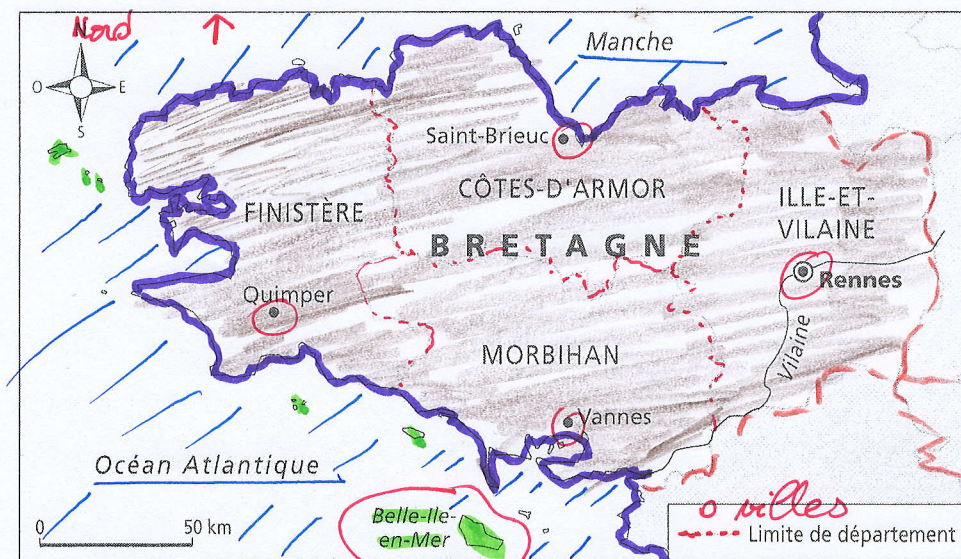 Nord
N
O
E
S
Manche
Saint-Brieuc
CÔTES-D'ARMOR
FINISTÈRE
ILLE-ET-
VILAINE
BRETAGNE
Rennes
Quimper
MORBIHAN
Vilaine
Vannes
Océan Atlantique
0 50 km
Belle-Ile-
en-Mer
o villes
Limite de département